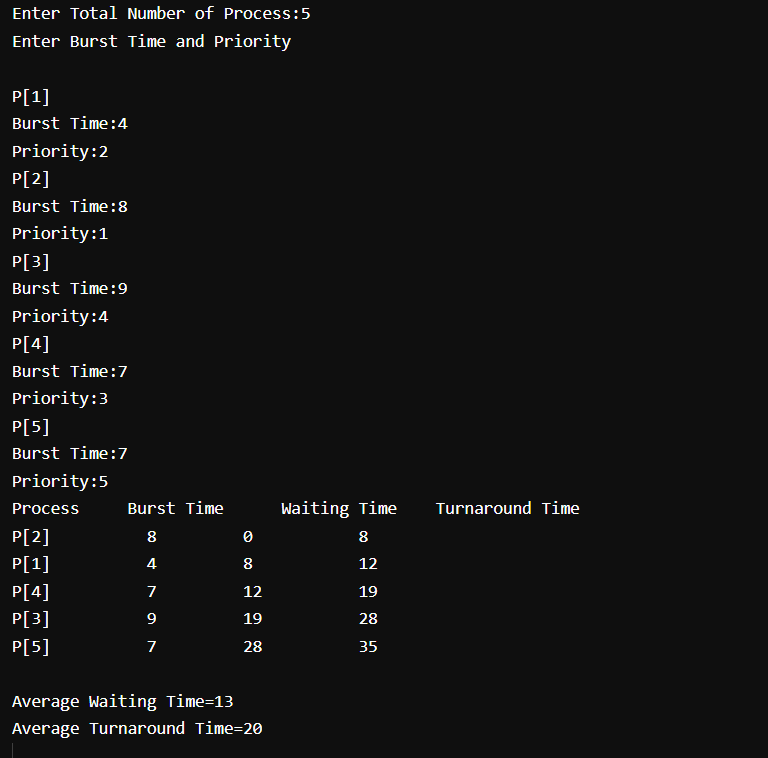 Enter Total Number of Process:5
Enter Burst Time and Priority
P[1]
Burst Time:4
Priority:2
P[2]
Burst Time:8
Priority:1
P[3]
Burst Time:9
Priority:4
P[4]
Burst Time:7
Priority:3
P[5]
Burst Time:7
Priority:5
Process Burst Time Waiting Time Turnaround Time
P[2] 8 0 8
P[1] 4 8 12
P[4] 7 12 19
P[3] 9 19 28
P[5] 7 28 35
Average Waiting Time=13
Average Turnaround Time=20